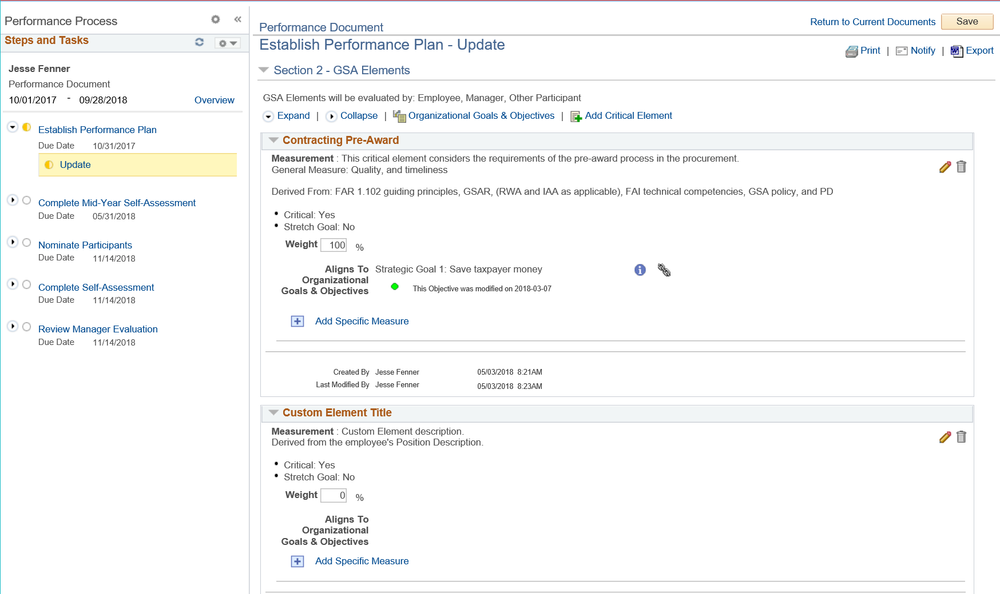 Performance Process
Steps and Tasks
Jesse Fenner
Performance Document
10/01/2017 - 09/28/2018 Overview
Establish Performance Plan
Due Date 10/31/2017
Update
Complete Mid-Year Self-Assessment
Due Date 05/31/2018
Nominate Participants
Due Date 11/14/2018
Complete Self-Assessment
Due Date 11/14/2018
Review Manager Evaluation
Due Date 11/14/2018
Return to Current Documents Save
Performance Document
Establish Performance Plan - Update
Print | Notify | Export
Section 2 - GSA Elements
GSA Elements will be evaluated by: Employee, Manager, Other Participant
Expand | Collapse | Organizational Goals & Objectives | Add Critical Element
Contracting Pre-Award
Measurement : This critical element considers the requirements of the pre-award process in the procurement.
General Measure: Quality, and timeliness
Derived From: FAR 1.102 guiding principles, GSAR, (RWA and IAA as applicable), FAI technical competencies, GSA policy, and PD
• Critical: Yes
• Stretch Goal: No
Weight 100 %
Aligns To Strategic Goal 1: Save taxpayer money
Organizational
Goals & Objectives This Objective was modified on 2018-03-07
Add Specific Measure
Created By Jesse Fenner 05/03/2018 8:21AM
Last Modified By Jesse Fenner 05/03/2018 8:23AM
Custom Element Title
Measurement : Custom Element description.
Derived from the employee's Position Description.
• Critical: Yes
• Stretch Goal: No
Weight 0 %
Aligns To
Organizational
Goals & Objectives
Add Specific Measure